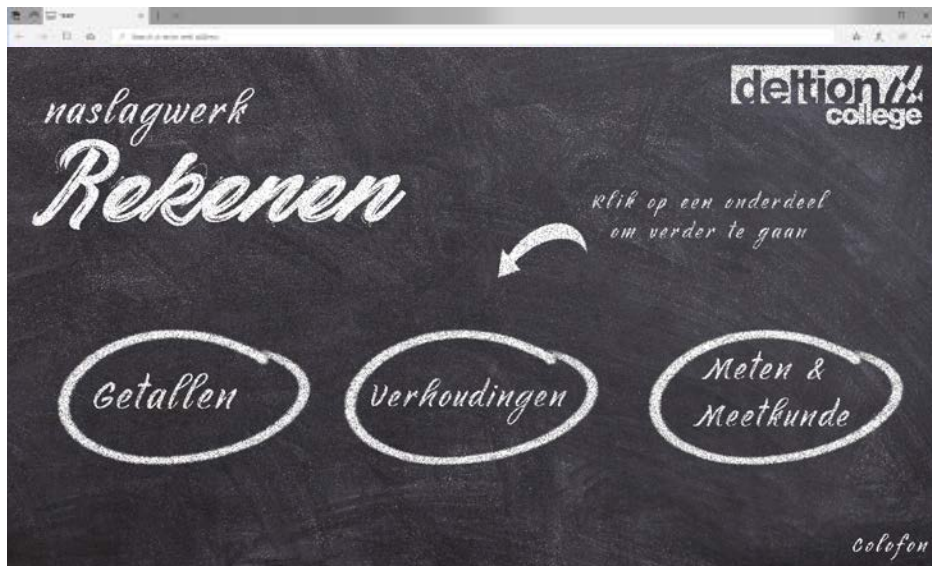 naslagwerk
Rekenen
deltion
college
Klik op een onderdeel
om verder te gaan
Getallen
Verhoudingen
Meten &
Meetkunde
Colofon